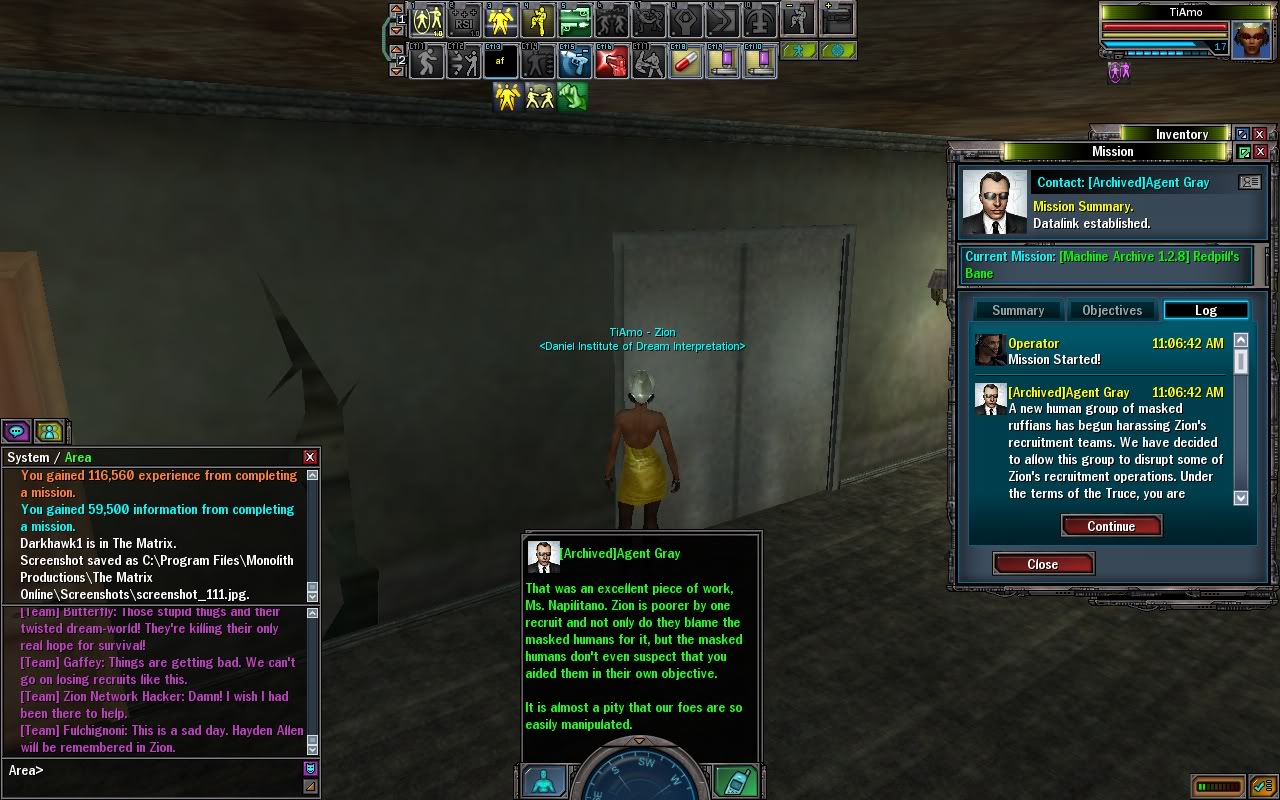 TiAmo
17
1
2
RSI
1.0
1.0
af
Inventory
Mission
Contact: [Archived]Agent Gray
Mission Summary.
Datalink established.
Current Mission: [Machine Archive 1.2.8] Redpill's
Bane
Summary
Objectives
Log
Operator
11:06:42 AM
Mission Started!
[Archived]Agent Gray
11:06:42 AM
A new human group of masked
ruffians has begun harassing Zion's
recruitment teams. We have decided
to allow this group to disrupt some of
Zion's recruitment operations. Under
the terms of the Truce, you are
Continue
Close
TiAmo - Zion
<Daniel Institute of Dream Interpretation>
System / Area
You gained 116,560 experience from completing
a mission.
You gained 59,500 information from completing
a mission.
Darkhawk1 is in The Matrix.
Screenshot saved as C:\Program Files\Monolith
Productions\The Matrix
Online\Screenshots\screenshot_111.jpg.
[Team] Butterfly: Those stupid thugs and their
twisted dream-world! They're killing their only
real hope for survival!
[Team] Gaffey: Things are getting bad. We can't
go on losing recruits like this.
[Team] Zion Network Hacker: Damn! I wish I had
been there to help.
[Team] Fulchignoni: This is a sad day. Hayden Allen
will be remembered in Zion.
Area>
[Archived]Agent Gray
That was an excellent piece of work,
Ms. Napilitano. Zion is poorer by one
recruit and not only do they blame the
masked humans for it, but the masked
humans don't even suspect that you
aided them in their own objective.
It is almost a pity that our foes are so
easily manipulated.
S
SW
W